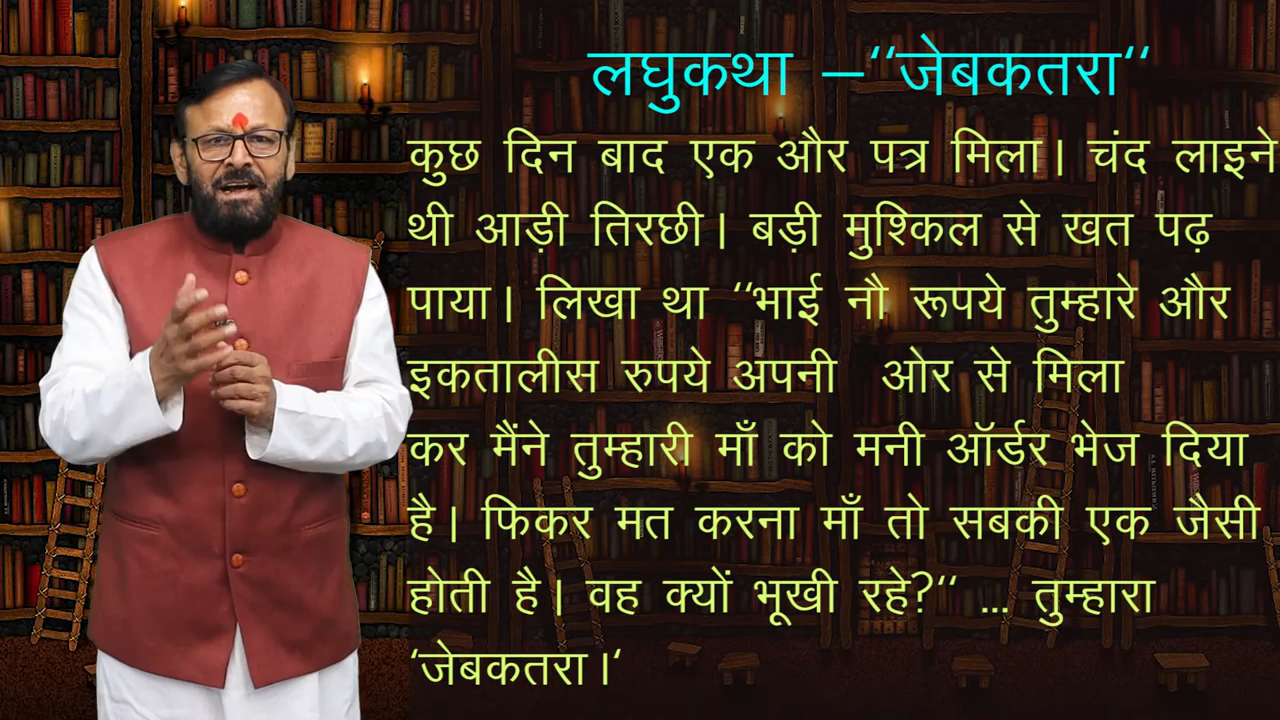 लघुकथा –‘‘जेबकतरा‘‘
कुछ दिन बाद एक और पत्र मिला। चंद लाइने
थी आड़ी तिरछी। बड़ी मुश्किल से खत पढ़
पाया। लिखा था ‘‘भाई नौ रूपये तुम्हारे और
इकतालीस रुपये अपनी ओर से मिला
कर मैंने तुम्हारी माँ को मनी ऑर्डर भेज दिया
है। फिकर मत करना माँ तो सबकी एक जैसी
होती है। वह क्यों भूखी रहे?‘‘ ... तुम्हारा
‘जेबकतरा।‘